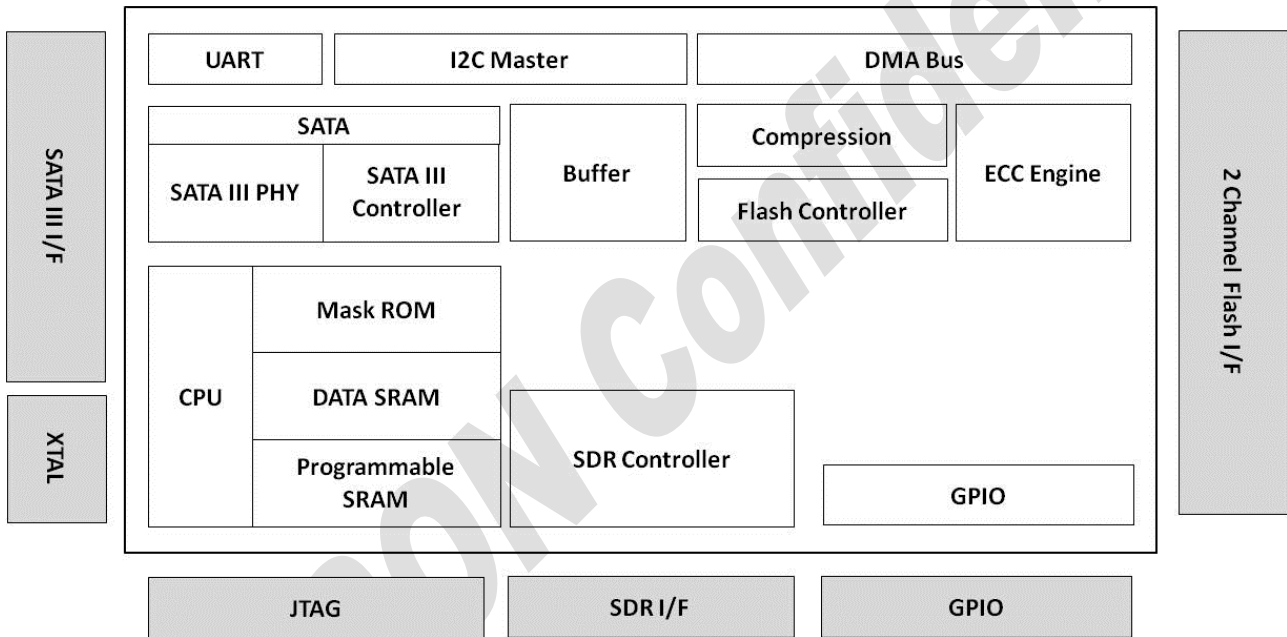 UART
I2C Master
DMA Bus
SATA
SATA III PHY
SATA III
Controller
Buffer
Compression
Flash Controller
ECC Engine
CPU
Mask ROM
DATA SRAM
Programmable
SRAM
SDR Controller
GPIO
SATA III I/F
XTAL
2 Channel Flash I/F
JTAG
SDR I/F
GPIO